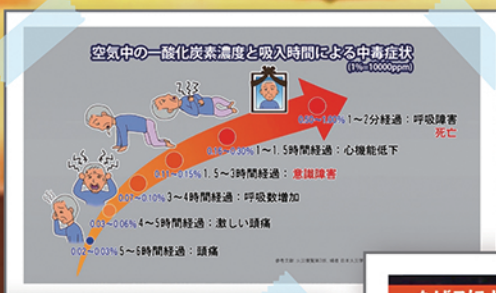 空気中の一酸化炭素濃度と吸入時間による中毒症状
(1%=10000ppm)
0.50~1.00% 1~2分経過:呼吸障害
死亡
0.15~0.30% 1~1.5時間経過:心機能低下
0.11~0.15% 1.5~3時間経過:意識障害
0.07~0.10% 3~4時間経過:呼吸数増加
0.03~0.06% 4~5時間経過:激しい頭痛
0.02~0.03% 5~6時間経過:頭痛